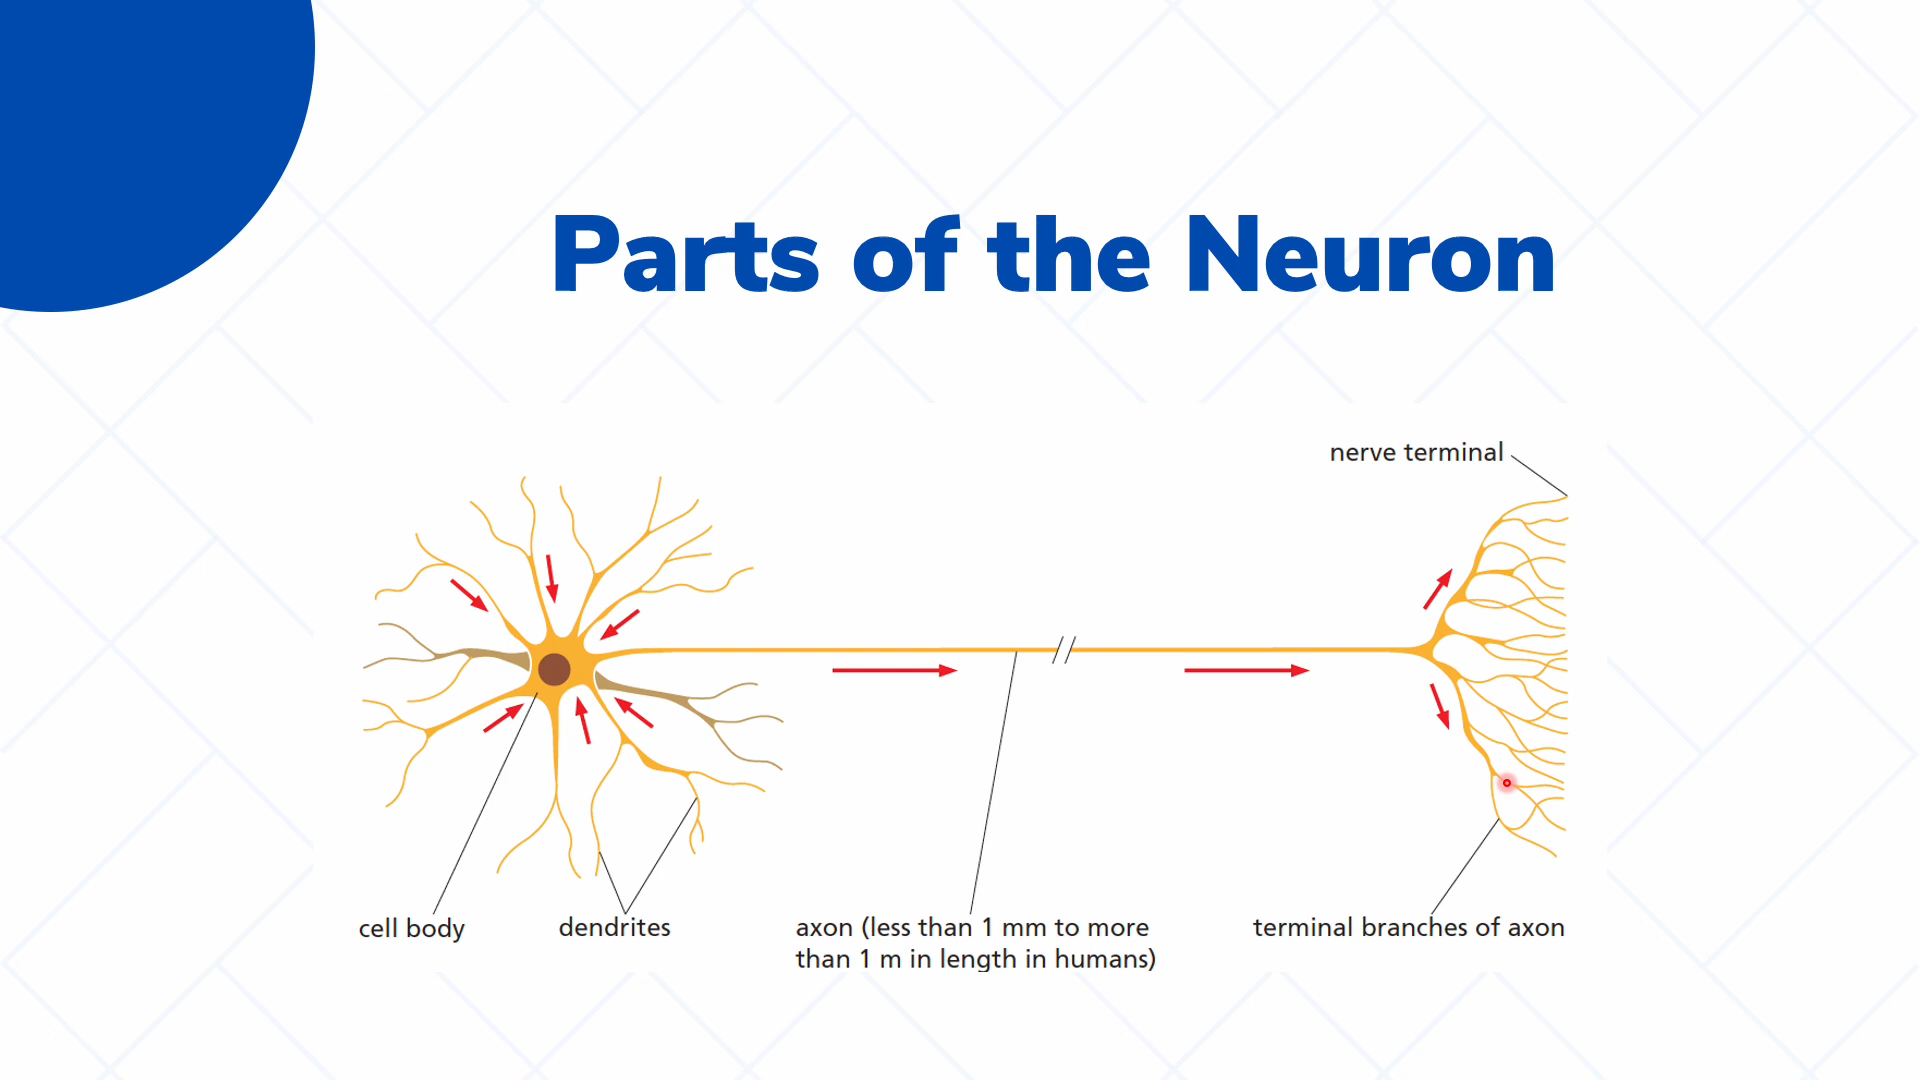 Parts of the Neuron
nerve terminal
cell body
dendrites
axon (less than 1 mm to more
than 1 m in length in humans)
terminal branches of axon